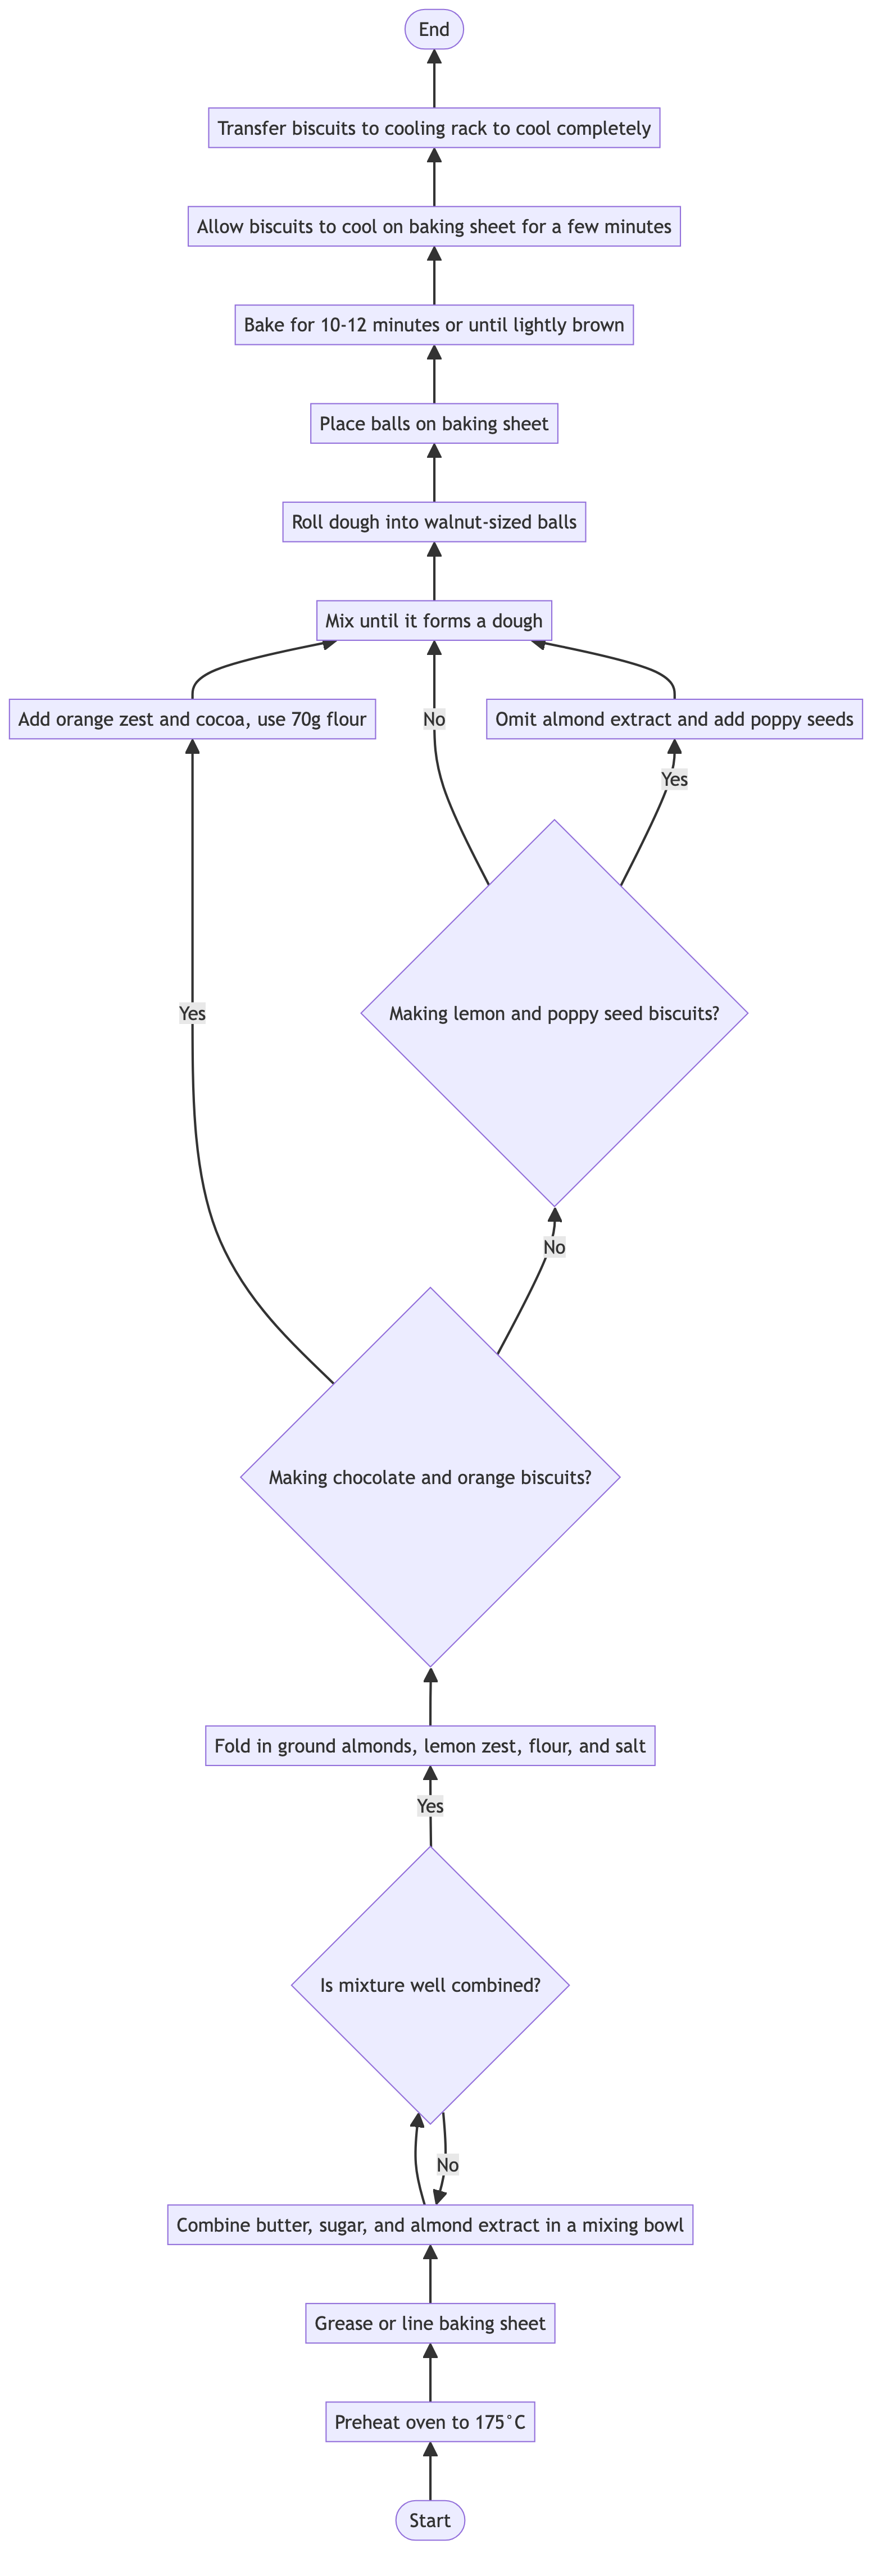 End
Transfer biscuits to cooling rack to cool completely
Allow biscuits to cool on baking sheet for a few minutes
Bake for 10-12 minutes or until lightly brown
Place balls on baking sheet
Roll dough into walnut-sized balls
Mix until it forms a dough
Add orange zest and cocoa, use 70g flour
No
Omit almond extract and add poppy seeds
Yes
Yes
Making lemon and poppy seed biscuits?
No
Making chocolate and orange biscuits?
Fold in ground almonds, lemon zest, flour, and salt
Yes
Is mixture well combined?
No
Combine butter, sugar, and almond extract in a mixing bowl
Grease or line baking sheet
Preheat oven to 175°C
Start